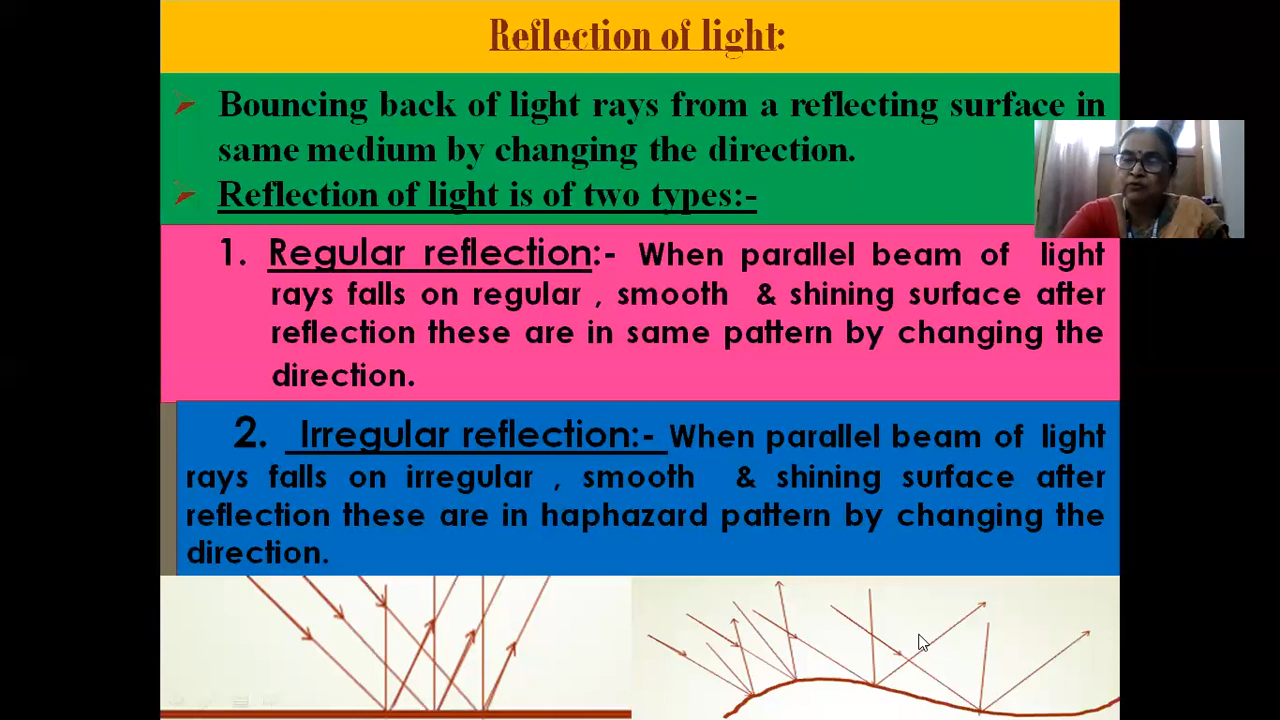 Reflection of light:
Bouncing back of light rays from a reflecting surface in
same medium by changing the direction.
Reflection of light is of two types:-
1. Regular reflection:- When parallel beam of light
rays falls on regular , smooth & shining surface after
reflection these are in same pattern by changing the
direction.
2. Irregular reflection:- When parallel beam of light
rays falls on irregular , smooth & shining surface after
reflection these are in haphazard pattern by changing the
direction.